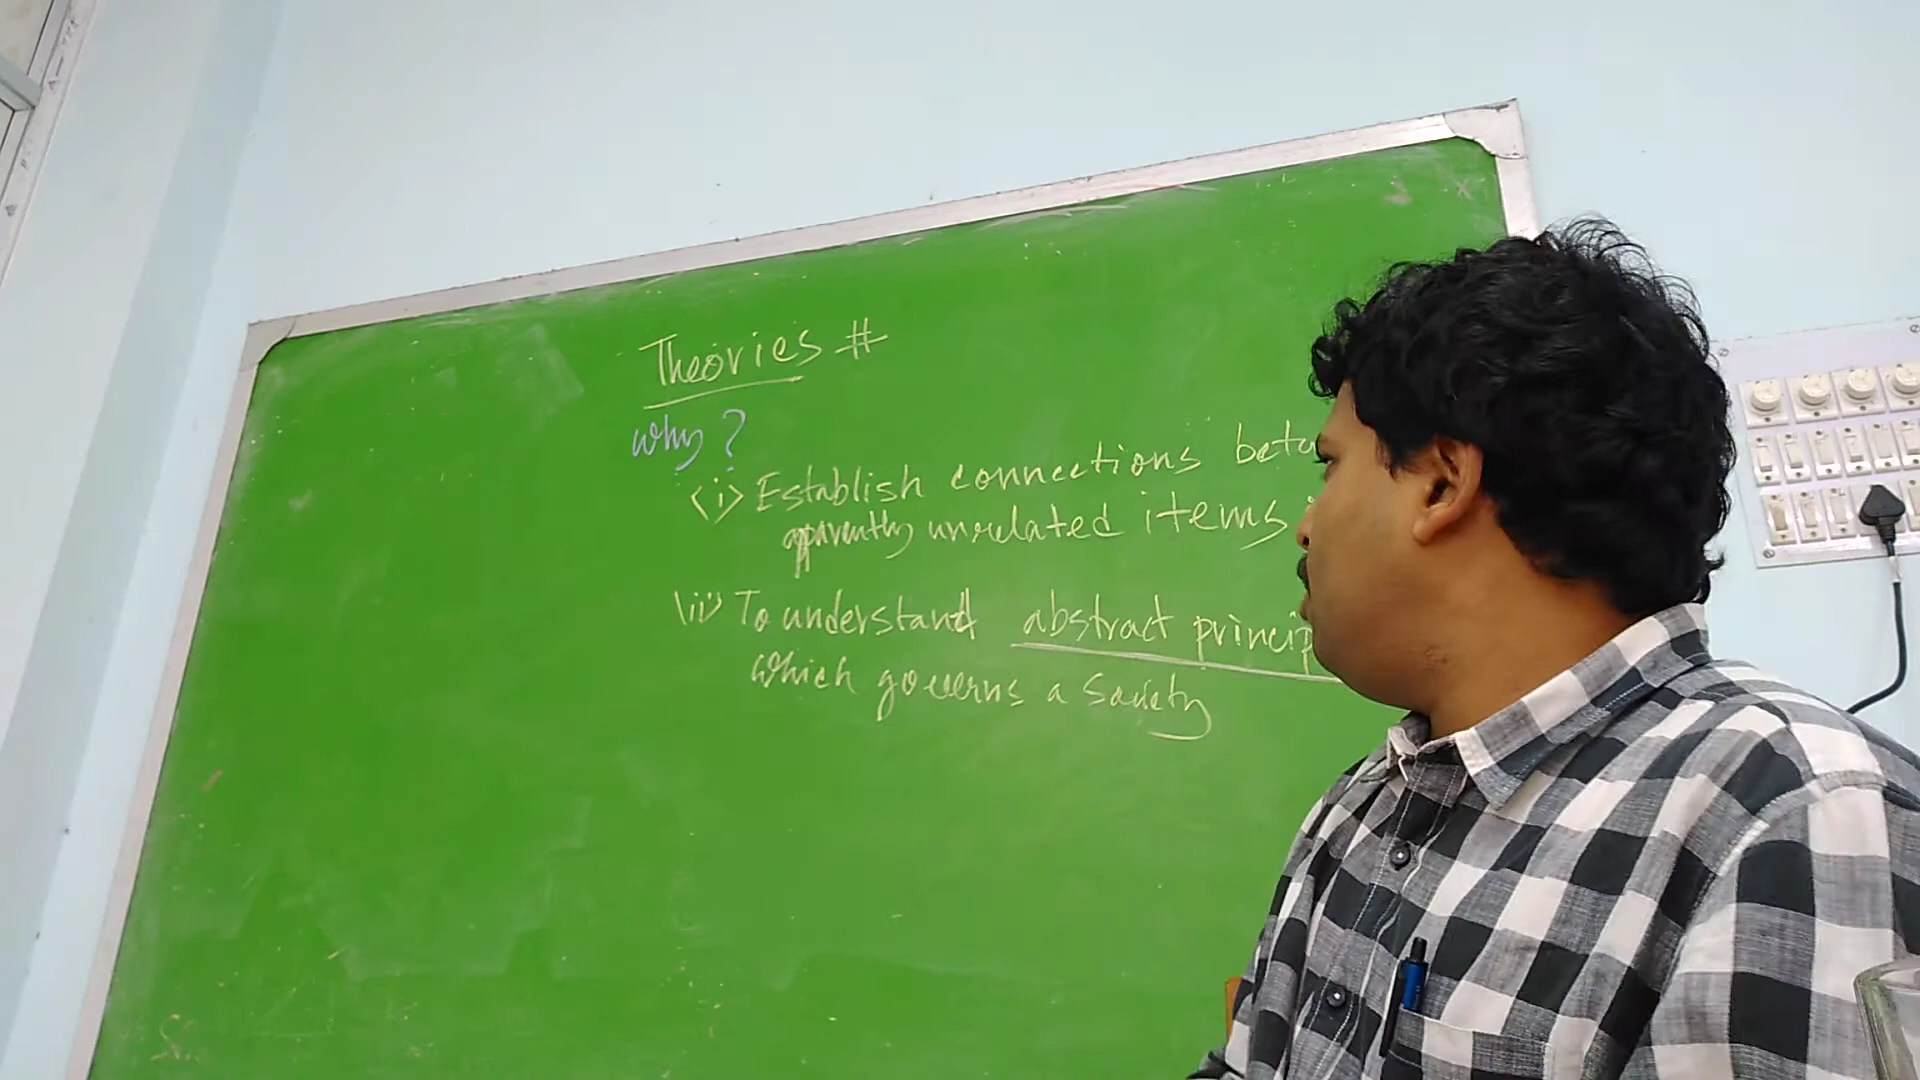 Theories #
Why?
(i) Establish connections betw
apparently unrelated items
(ii) To understand abstract princip
which governs a society